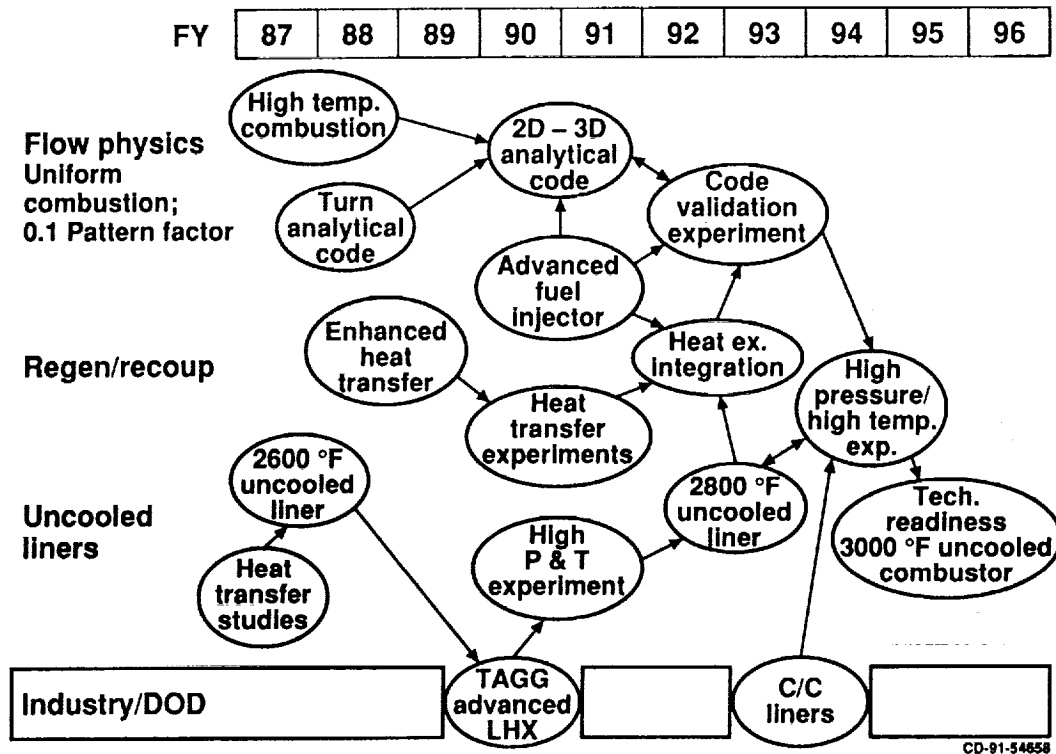 FY 87 88 89 90 91 92 93 94 95 96
High temp.
combustion
2D – 3D
analytical
code
Flow physics
Uniform
combustion;
0.1 Pattern factor
Turn
analytical
code
Code
validation
experiment
Advanced
fuel
injector
Regen/recoup
Enhanced
heat
transfer
Heat ex.
integration
Heat
transfer
experiments
High
pressure/
high temp.
exp.
Uncooled
liners
2600 °F
uncooled
liner
Heat
transfer
studies
High
P & T
experiment
2800 °F
uncooled
liner
Tech.
readiness
3000 °F uncooled
combustor
Industry/DOD
TAGG
advanced
LHX
C/C
liners
CD-91-54658